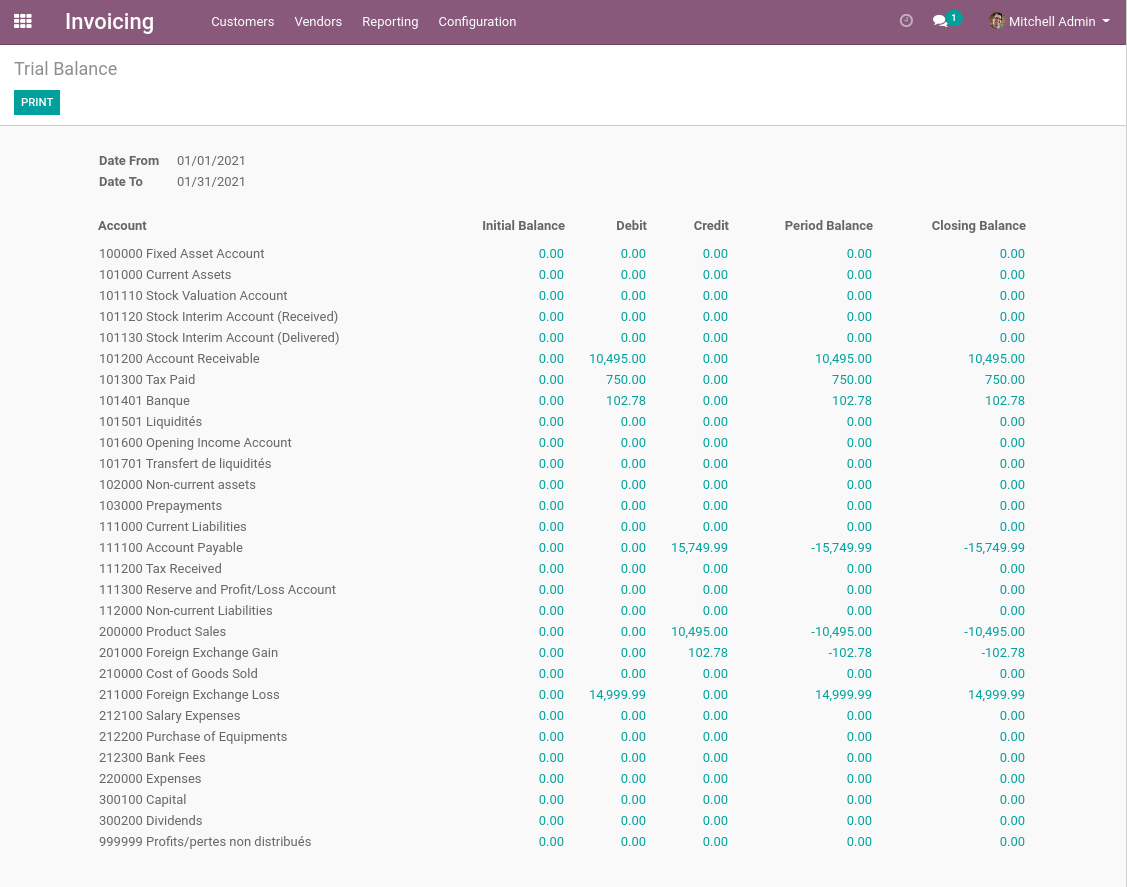 Invoicing Customers Vendors Reporting Configuration 1 Mitchell Admin
Trial Balance
PRINT
Date From 01/01/2021
Date To 01/31/2021
Account Initial Balance Debit Credit Period Balance Closing Balance
100000 Fixed Asset Account 0.00 0.00 0.00 0.00 0.00
101000 Current Assets 0.00 0.00 0.00 0.00 0.00
101110 Stock Valuation Account 0.00 0.00 0.00 0.00 0.00
101120 Stock Interim Account (Received) 0.00 0.00 0.00 0.00 0.00
101130 Stock Interim Account (Delivered) 0.00 0.00 0.00 0.00 0.00
101200 Account Receivable 0.00 10,495.00 0.00 10,495.00 10,495.00
101300 Tax Paid 0.00 750.00 0.00 750.00 750.00
101401 Banque 0.00 102.78 0.00 102.78 102.78
101501 Liquidités 0.00 0.00 0.00 0.00 0.00
101600 Opening Income Account 0.00 0.00 0.00 0.00 0.00
101701 Transfert de liquidités 0.00 0.00 0.00 0.00 0.00
102000 Non-current assets 0.00 0.00 0.00 0.00 0.00
103000 Prepayments 0.00 0.00 0.00 0.00 0.00
111000 Current Liabilities 0.00 0.00 0.00 0.00 0.00
111100 Account Payable 0.00 0.00 15,749.99 -15,749.99 -15,749.99
111200 Tax Received 0.00 0.00 0.00 0.00 0.00
111300 Reserve and Profit/Loss Account 0.00 0.00 0.00 0.00 0.00
112000 Non-current Liabilities 0.00 0.00 0.00 0.00 0.00
200000 Product Sales 0.00 0.00 10,495.00 -10,495.00 -10,495.00
201000 Foreign Exchange Gain 0.00 0.00 102.78 -102.78 -102.78
210000 Cost of Goods Sold 0.00 0.00 0.00 0.00 0.00
211000 Foreign Exchange Loss 0.00 14,999.99 0.00 14,999.99 14,999.99
212100 Salary Expenses 0.00 0.00 0.00 0.00 0.00
212200 Purchase of Equipments 0.00 0.00 0.00 0.00 0.00
212300 Bank Fees 0.00 0.00 0.00 0.00 0.00
220000 Expenses 0.00 0.00 0.00 0.00 0.00
300100 Capital 0.00 0.00 0.00 0.00 0.00
300200 Dividends 0.00 0.00 0.00 0.00 0.00
999999 Profits/pertes non distribués 0.00 0.00 0.00 0.00 0.00